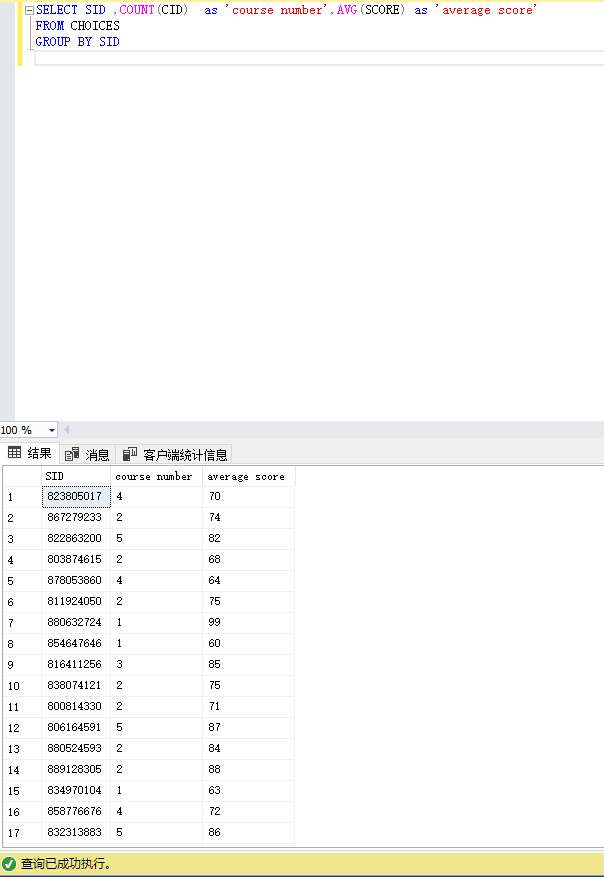 SELECT SID ,COUNT(CID)  as 'course number',AVG(SCORE) as 'average score'
FROM CHOICES
GROUP BY SID
100 %
结果 消息 客户端统计信息
SID course number average score
1 823805017 4 70
2 867279233 2 74
3 822863200 5 82
4 803874615 2 68
5 878053860 4 64
6 811924050 2 75
7 880632724 1 99
8 854647646 1 60
9 816411256 3 85
10 838074121 2 75
11 800814330 2 71
12 806164591 5 87
13 880524593 2 84
14 889128305 2 88
15 834970104 1 63
16 858776676 4 72
17 832313883 5 86
查询已成功执行。